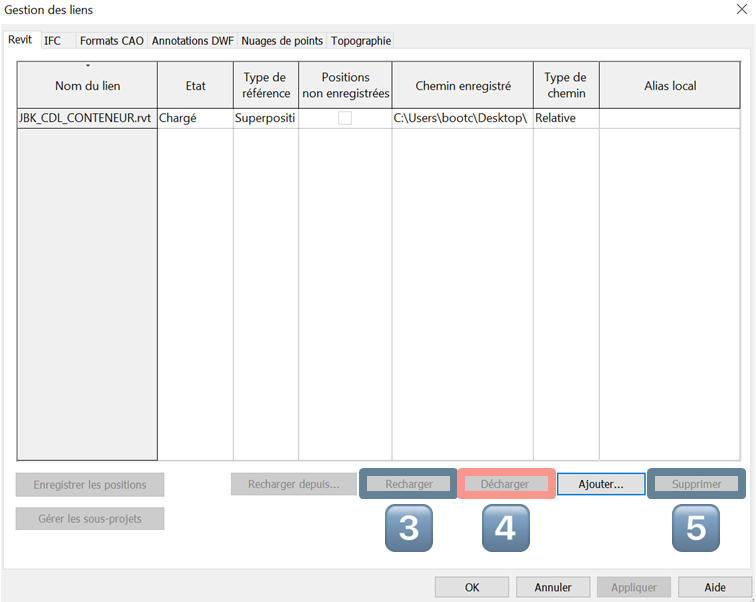 Gestion des liens
Revit IFC Formats CAO Annotations DWF Nuages de points Topographie
Nom du lien Etat Type de référence Positions non enregistrées Chemin enregistré Type de chemin Alias local
JBK_CDL_CONTENEUR.rvt Chargé Superpositi C:\Users\bootc\Desktop\ Relative
Enregistrer les positions Recharger depuis... Recharger Décharger Ajouter... Supprimer
Gérer les sous-projets
3 4 5
OK Annuler Appliquer Aide